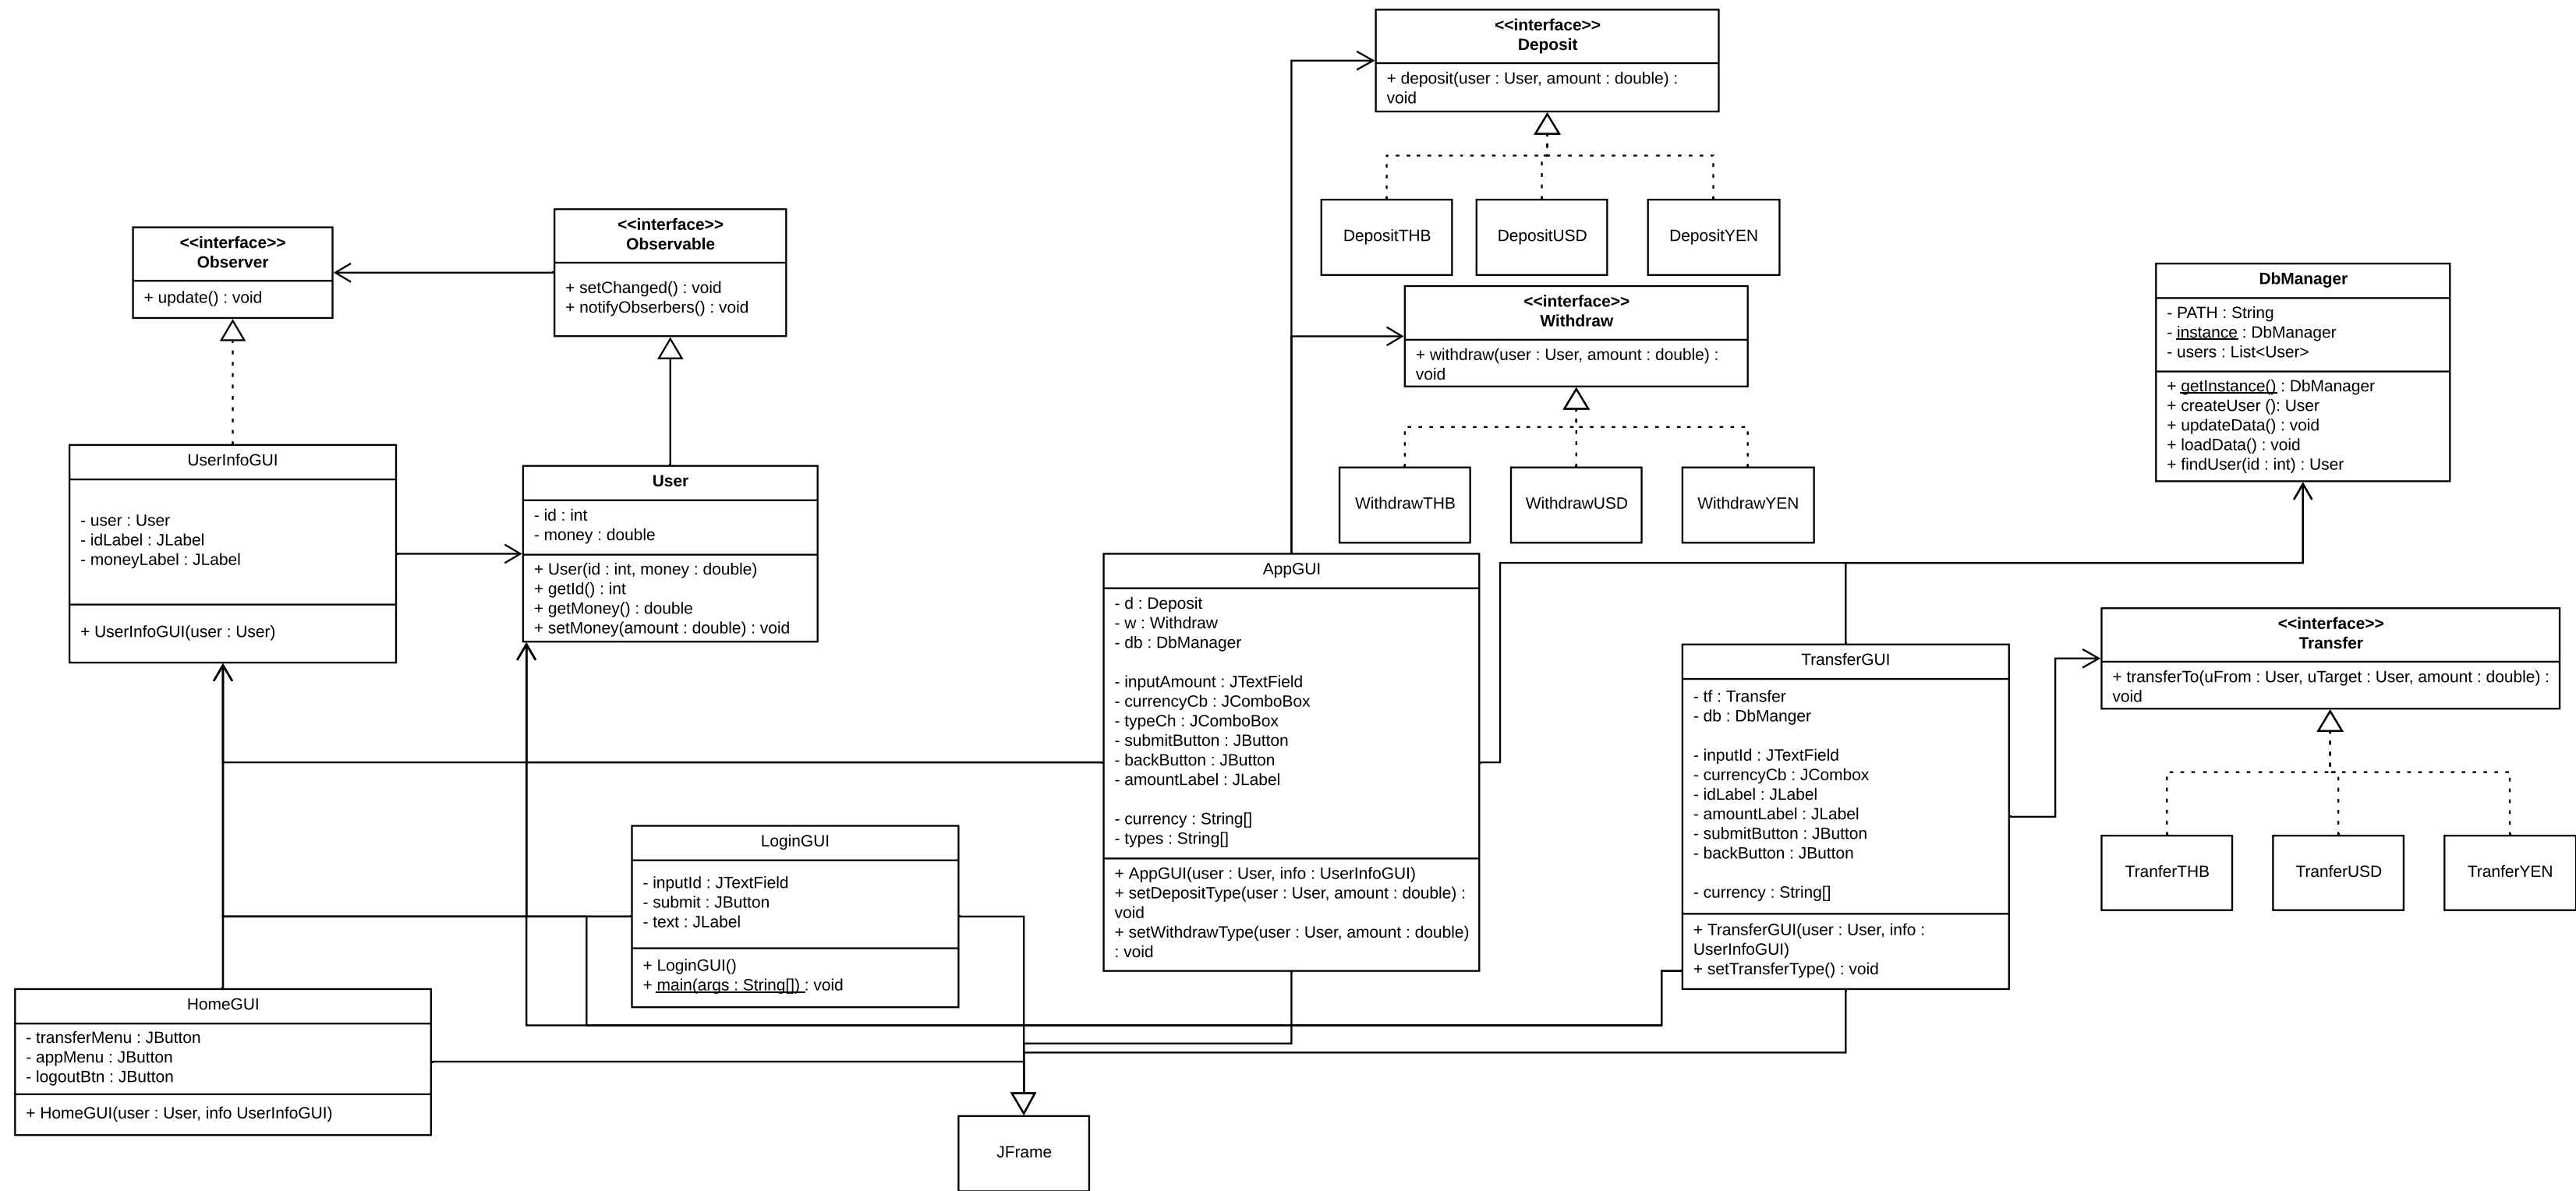 <<interface>>
Deposit
+ deposit(user : User, amount : double) :
void
DepositTHB
DepositUSD
DepositYEN
<<interface>>
Observer
+ update() : void
<<interface>>
Observable
+ setChanged() : void
+ notifyObserbers() : void
<<interface>>
Withdraw
+ withdraw(user : User, amount : double) :
void
WithdrawTHB
WithdrawUSD
WithdrawYEN
DbManager
- PATH : String
- instance : DbManager
- users : List<User>
+ getInstance() : DbManager
+ createUser (): User
+ updateData() : void
+ loadData() : void
+ findUser(id : int) : User
UserInfoGUI
- user : User
- idLabel : JLabel
- moneyLabel : JLabel
+ UserInfoGUI(user : User)
User
- id : int
- money : double
+ User(id : int, money : double)
+ getId() : int
+ getMoney() : double
+ setMoney(amount : double) : void
AppGUI
- d : Deposit
- w : Withdraw
- db : DbManager
- inputAmount : JTextField
- currencyCb : JComboBox
- typeCh : JComboBox
- submitButton : JButton
- backButton : JButton
- amountLabel : JLabel
- currency : String[]
- types : String[]
+ AppGUI(user : User, info : UserInfoGUI)
+ setDepositType(user : User, amount : double) :
void
+ setWithdrawType(user : User, amount : double)
: void
TransferGUI
- tf : Transfer
- db : DbManger
- inputId : JTextField
- currencyCb : JCombox
- idLabel : JLabel
- amountLabel : JLabel
- submitButton : JButton
- backButton : JButton
- currency : String[]
+ TransferGUI(user : User, info :
UserInfoGUI)
+ setTransferType() : void
<<interface>>
Transfer
+ transferTo(uFrom : User, uTarget : User, amount : double) :
void
TranferTHB
TranferUSD
TranferYEN
LoginGUI
- inputId : JTextField
- submit : JButton
- text : JLabel
+ LoginGUI()
+ main(args : String[]) : void
HomeGUI
- transferMenu : JButton
- appMenu : JButton
- logoutBtn : JButton
+ HomeGUI(user : User, info UserInfoGUI)
JFrame